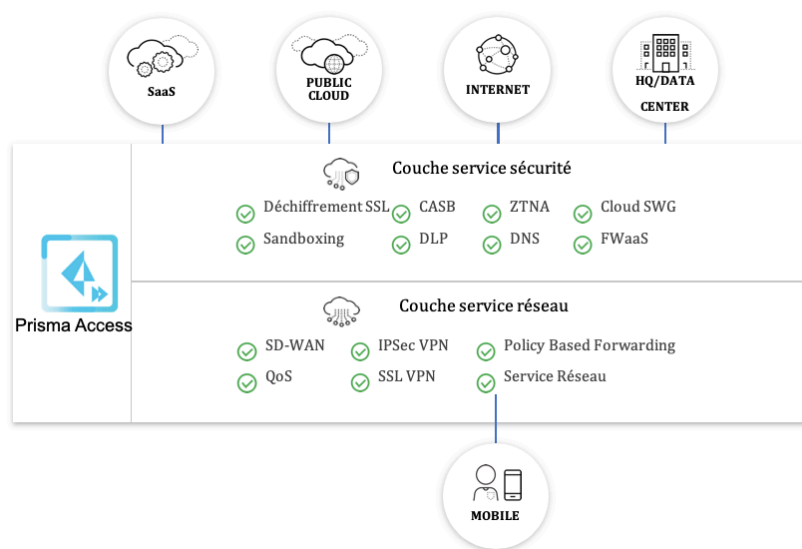 SaaS
PUBLIC
CLOUD
INTERNET
HQ/DATA
CENTER
Couche service sécurité
Déchiffrement SSL
CASB
ZTNA
Cloud SWG
Sandboxing
DLP
DNS
FWaaS
Prisma Access
Couche service réseau
SD-WAN
IPSec VPN
Policy Based Forwarding
QoS
SSL VPN
Service Réseau
MOBILE